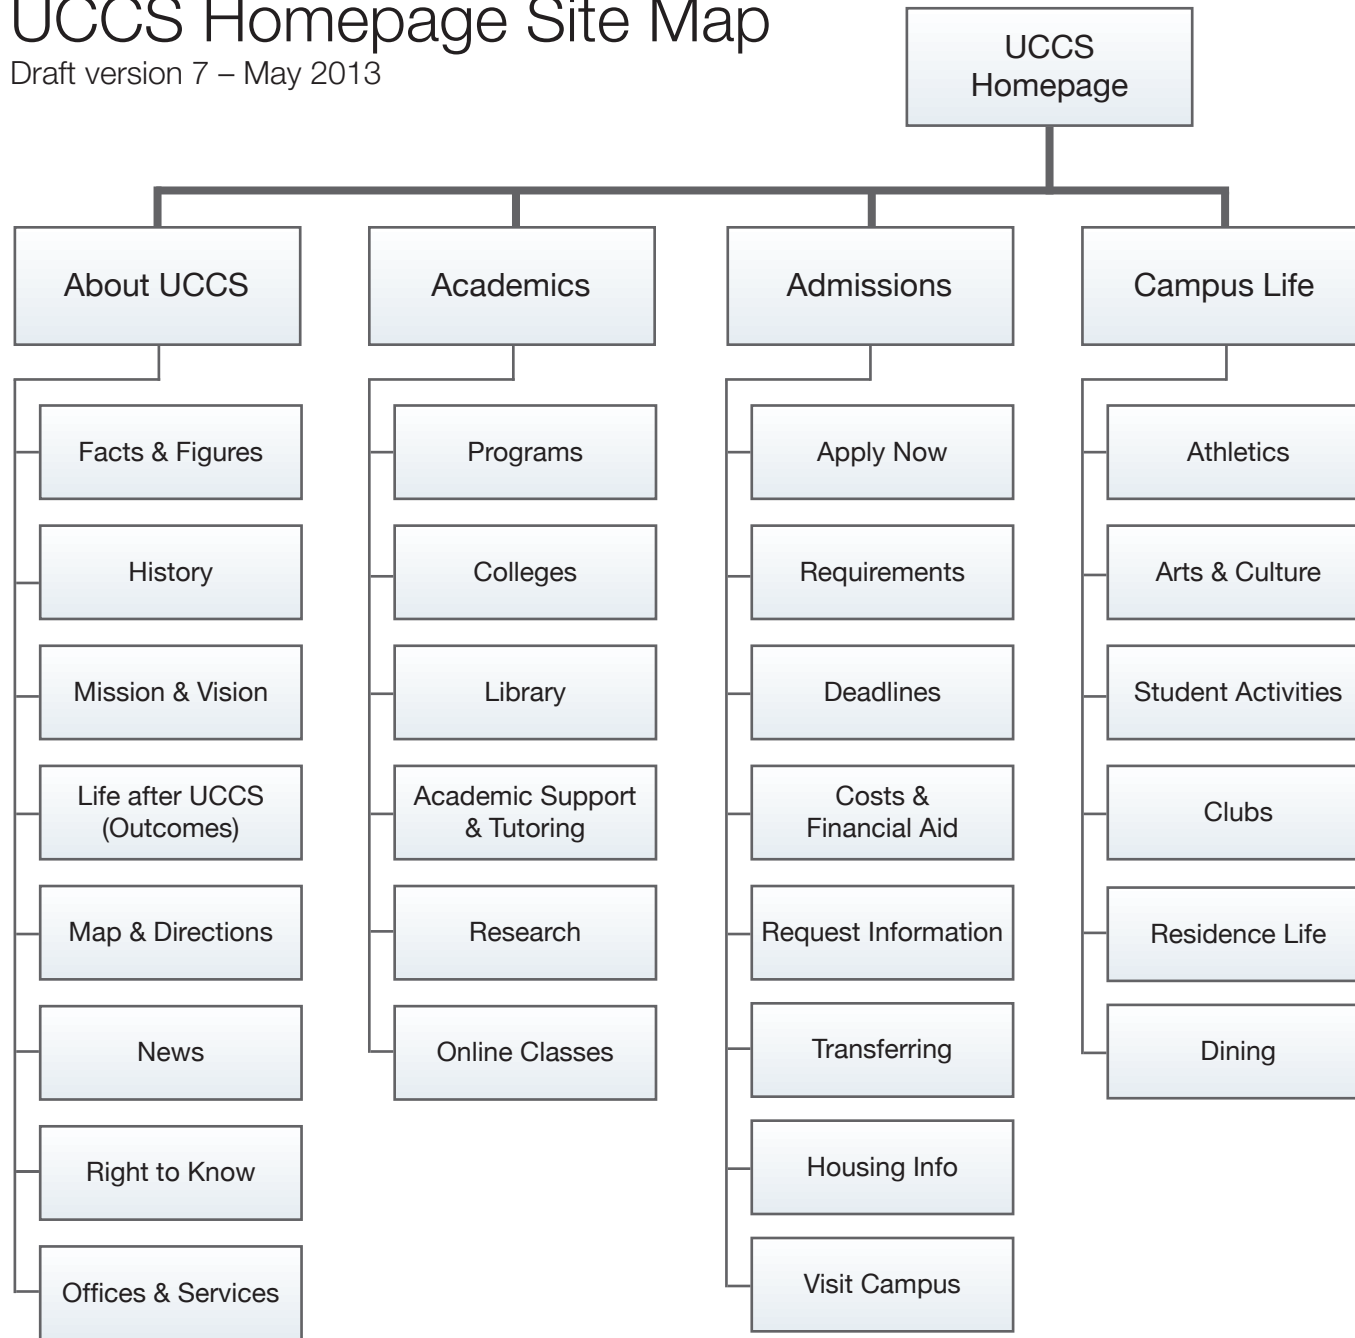 UCCS Homepage Site Map
Draft version 7 – May 2013
UCCS
Homepage
About UCCS
Academics
Admissions
Campus Life
Facts & Figures
History
Mission & Vision
Life after UCCS
(Outcomes)
Map & Directions
News
Right to Know
Offices & Services
Programs
Colleges
Library
Academic Support
& Tutoring
Research
Online Classes
Apply Now
Requirements
Deadlines
Costs &
Financial Aid
Request Information
Transferring
Housing Info
Visit Campus
Athletics
Arts & Culture
Student Activities
Clubs
Residence Life
Dining